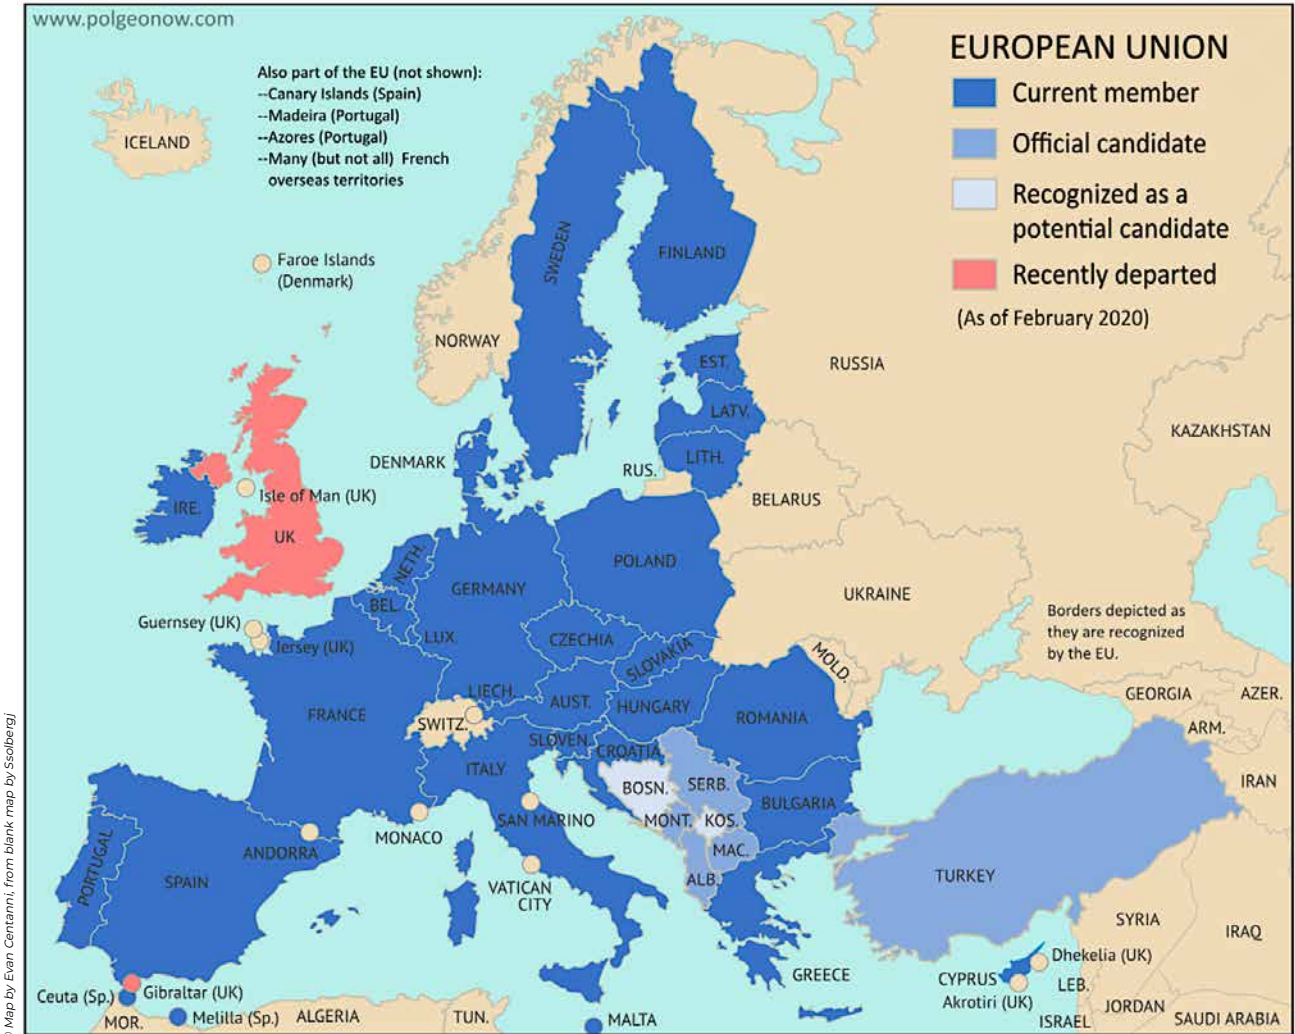 www.polgeonow.com
EUROPEAN UNION
Current member
Official candidate
Recognized as a
potential candidate
Recently departed
(As of February 2020)
Also part of the EU (not shown):
--Canary Islands (Spain)
--Madeira (Portugal)
--Azores (Portugal)
--Many (but not all) French
overseas territories
ICELAND
Faroe Islands
(Denmark)
SWEDEN
FINLAND
NORWAY
RUSSIA
EST.
LATV.
KAZAKHSTAN
DENMARK
LITH.
RUS.
Isle of Man (UK)
BELARUS
IRE.
UK
NETH.
POLAND
GERMANY
UKRAINE
BEL.
Borders depicted as
they are recognized
by the EU.
Guernsey (UK)
LUX.
CZECHIA
Jersey (UK)
SLOVAKIA
MOLD.
LIECH.
GEORGIA
AZER.
AUST.
HUNGARY
FRANCE
SWITZ.
ROMANIA
ARM.
SLOVEN.
CROATIA
ITALY
IRAN
BOSN.
SERB.
BULGARIA
SAN MARINO
MONT.
KOS.
MONACO
ANDORRA
MAC.
PORTUGAL
SPAIN
VATICAN
CITY
ALB.
TURKEY
SYRIA
IRAQ
Dhekelia (UK)
GREECE
CYPRUS
LEB.
Akrotiri (UK)
Ceuta (Sp.)
Gibraltar (UK)
JORDAN
MOR.
Melilla (Sp.)
ALGERIA
TUN.
MALTA
ISRAEL
SAUDI ARABIA
Map by Evan Centanni, from blank map by Ssolbergj